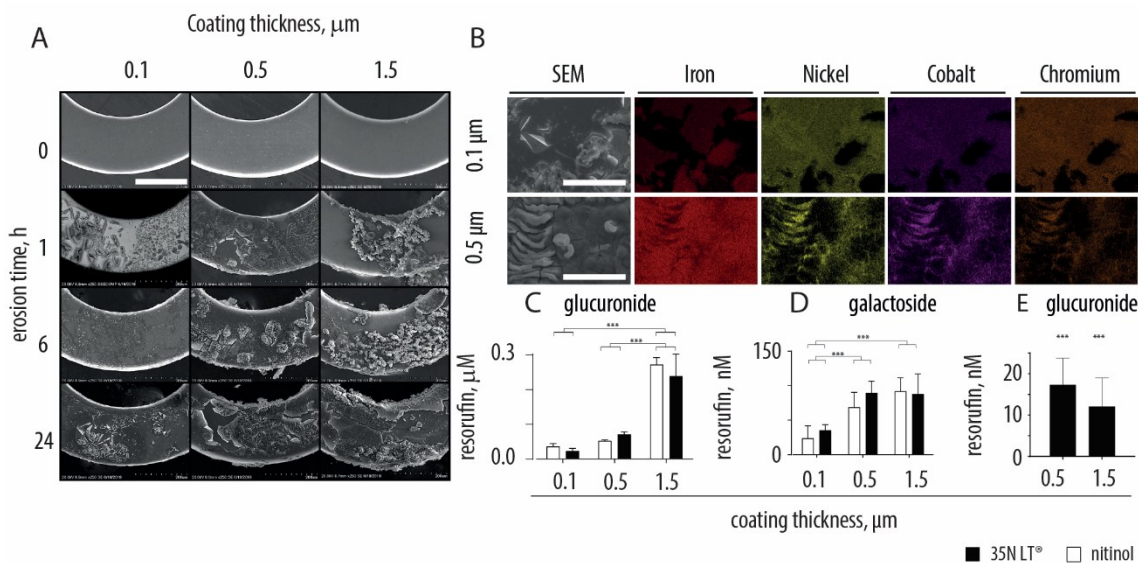 Coating thickness, μm
A
0.1 0.5 1.5
erosion time, h
0
1
6
24
B
SEM Iron Nickel Cobalt Chromium
0.1 μm
0.5 μm
C glucuronide
***
***
resorufin, μM
0.3
0.0
0.1 0.5 1.5
D galactoside
***
***
resorufin, nM
150
0
0.1 0.5 1.5
E glucuronide
*** ***
resorufin, nM
20
10
0
0.5 1.5
coating thickness, μm
35N LT® nitinol